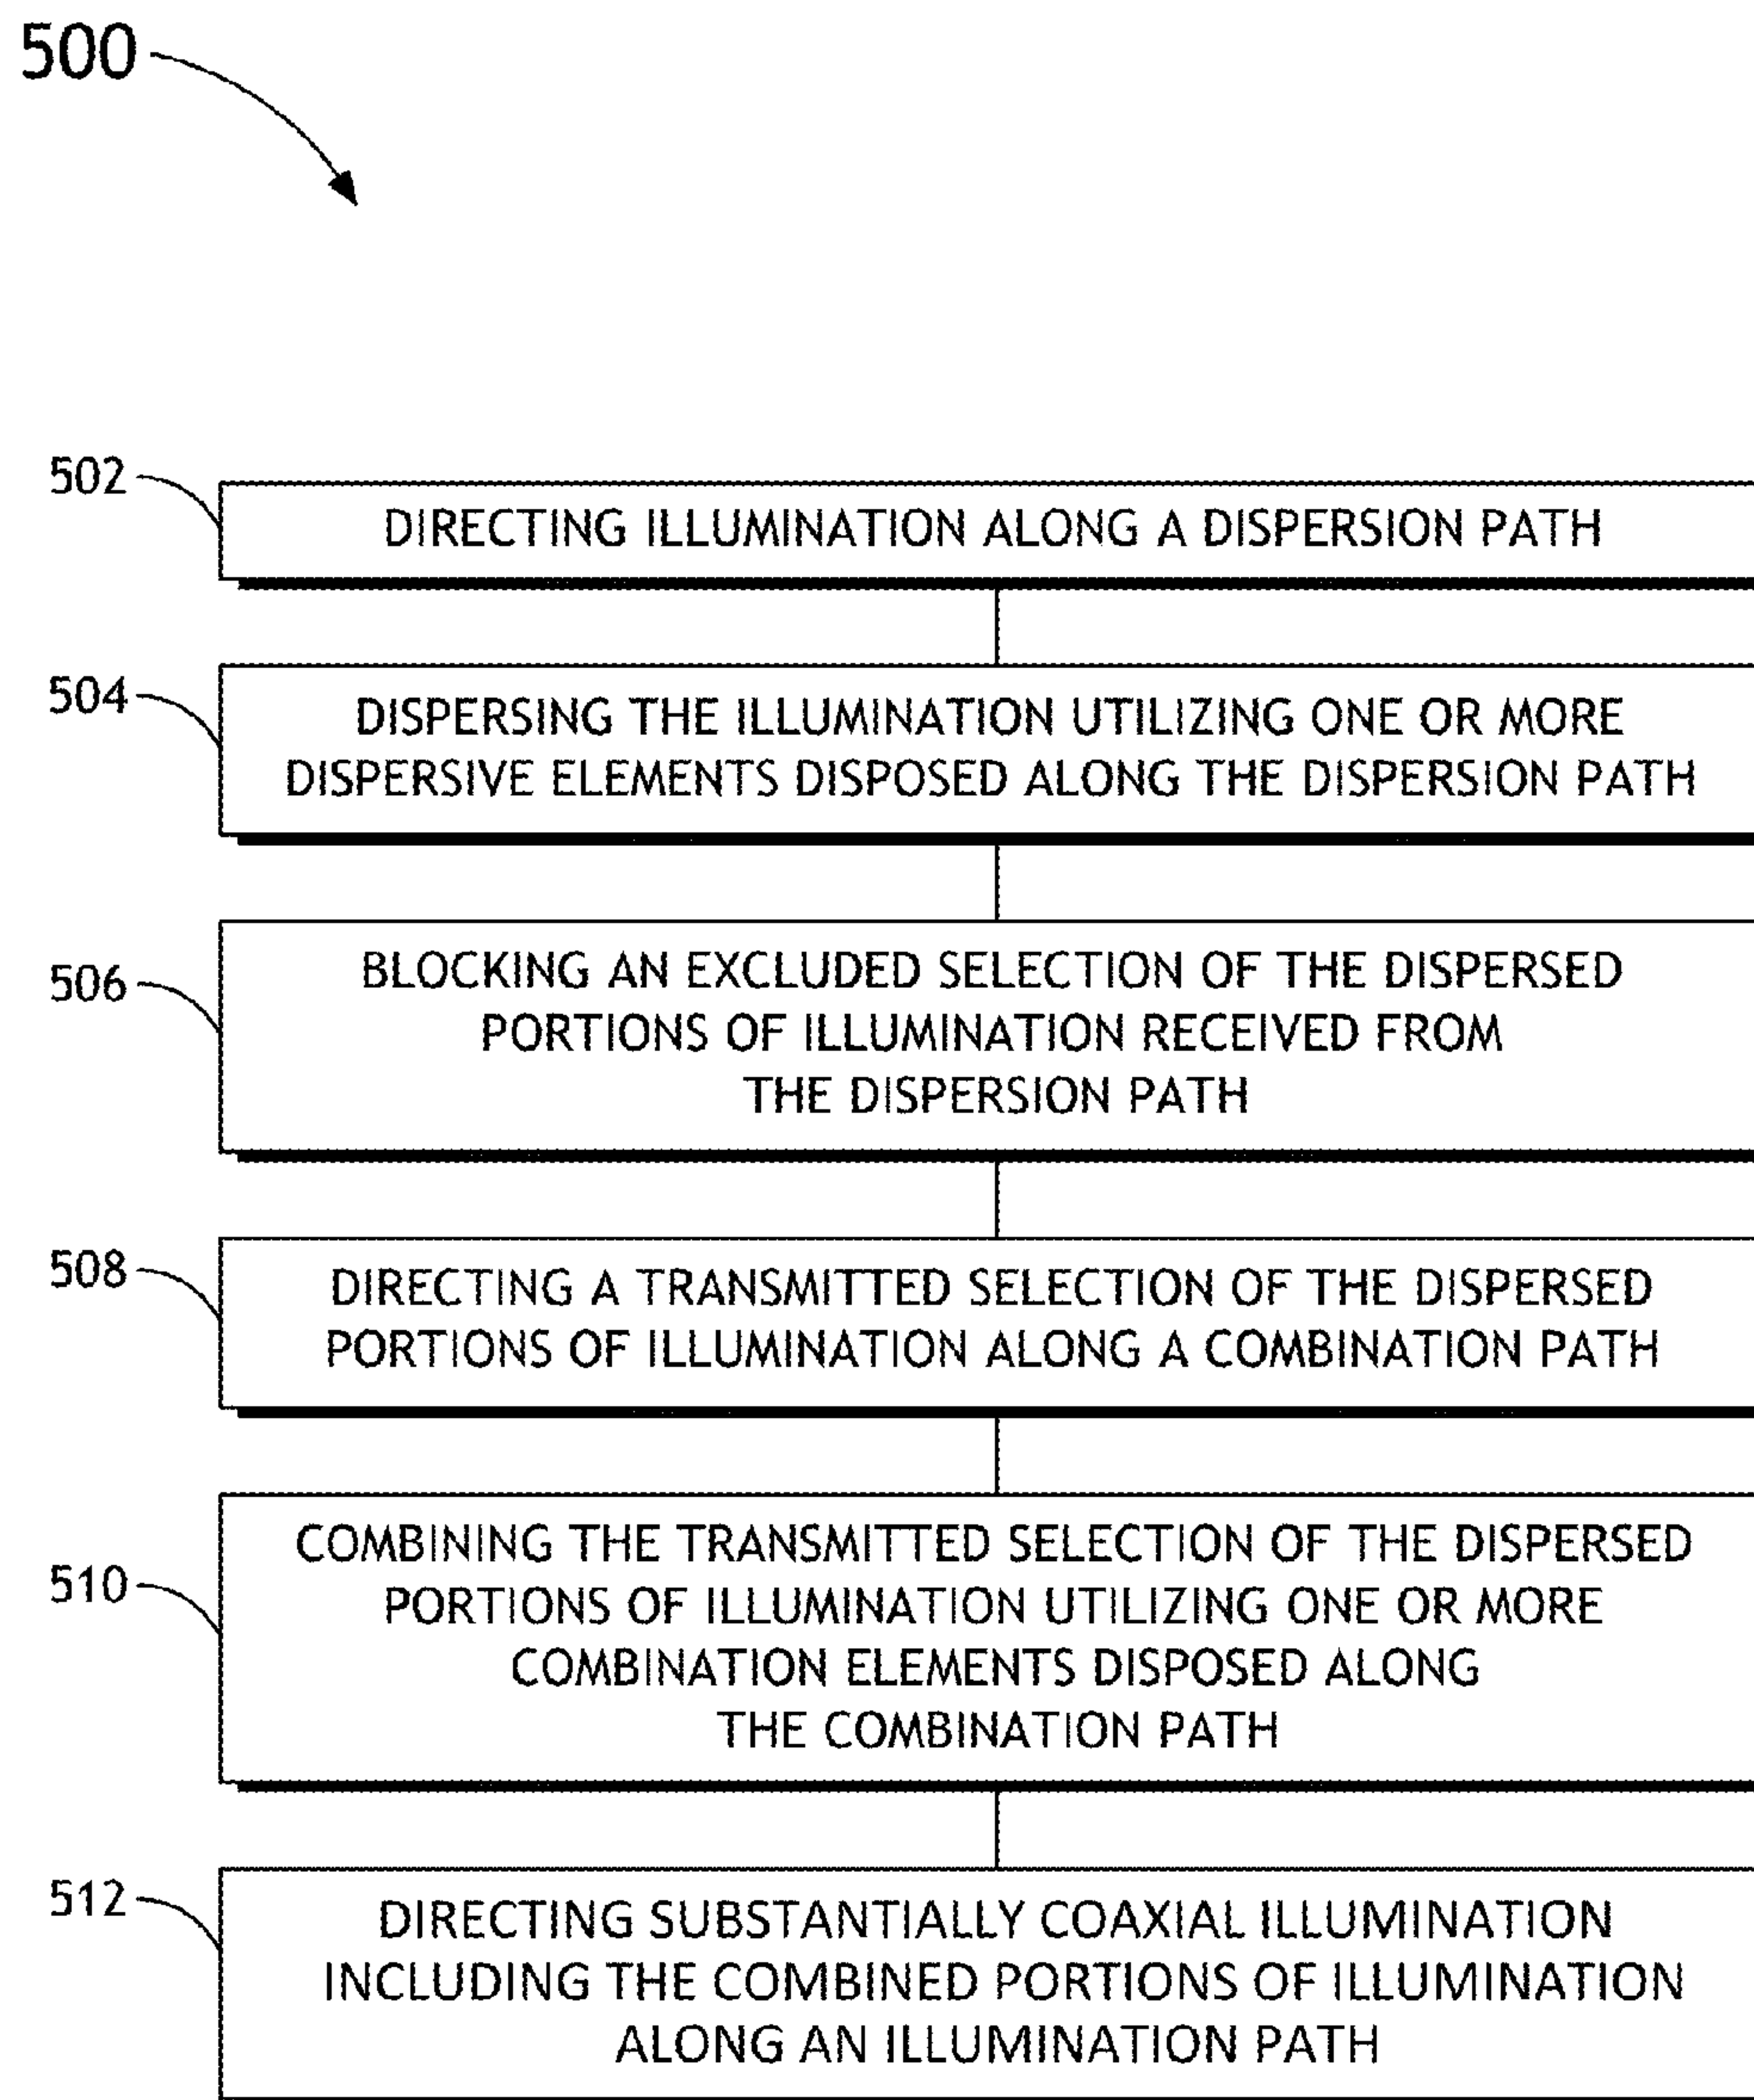 500
502
DIRECTING ILLUMINATION ALONG A DISPERSION PATH
504
DISPERSING THE ILLUMINATION UTILIZING ONE OR MORE
DISPERSIVE ELEMENTS DISPOSED ALONG THE DISPERSION PATH
506
BLOCKING AN EXCLUDED SELECTION OF THE DISPERSED
PORTIONS OF ILLUMINATION RECEIVED FROM
THE DISPERSION PATH
508
DIRECTING A TRANSMITTED SELECTION OF THE DISPERSED
PORTIONS OF ILLUMINATION ALONG A COMBINATION PATH
510
COMBINING THE TRANSMITTED SELECTION OF THE DISPERSED
PORTIONS OF ILLUMINATION UTILIZING ONE OR MORE
COMBINATION ELEMENTS DISPOSED ALONG
THE COMBINATION PATH
512
DIRECTING SUBSTANTIALLY COAXIAL ILLUMINATION
INCLUDING THE COMBINED PORTIONS OF ILLUMINATION
ALONG AN ILLUMINATION PATH